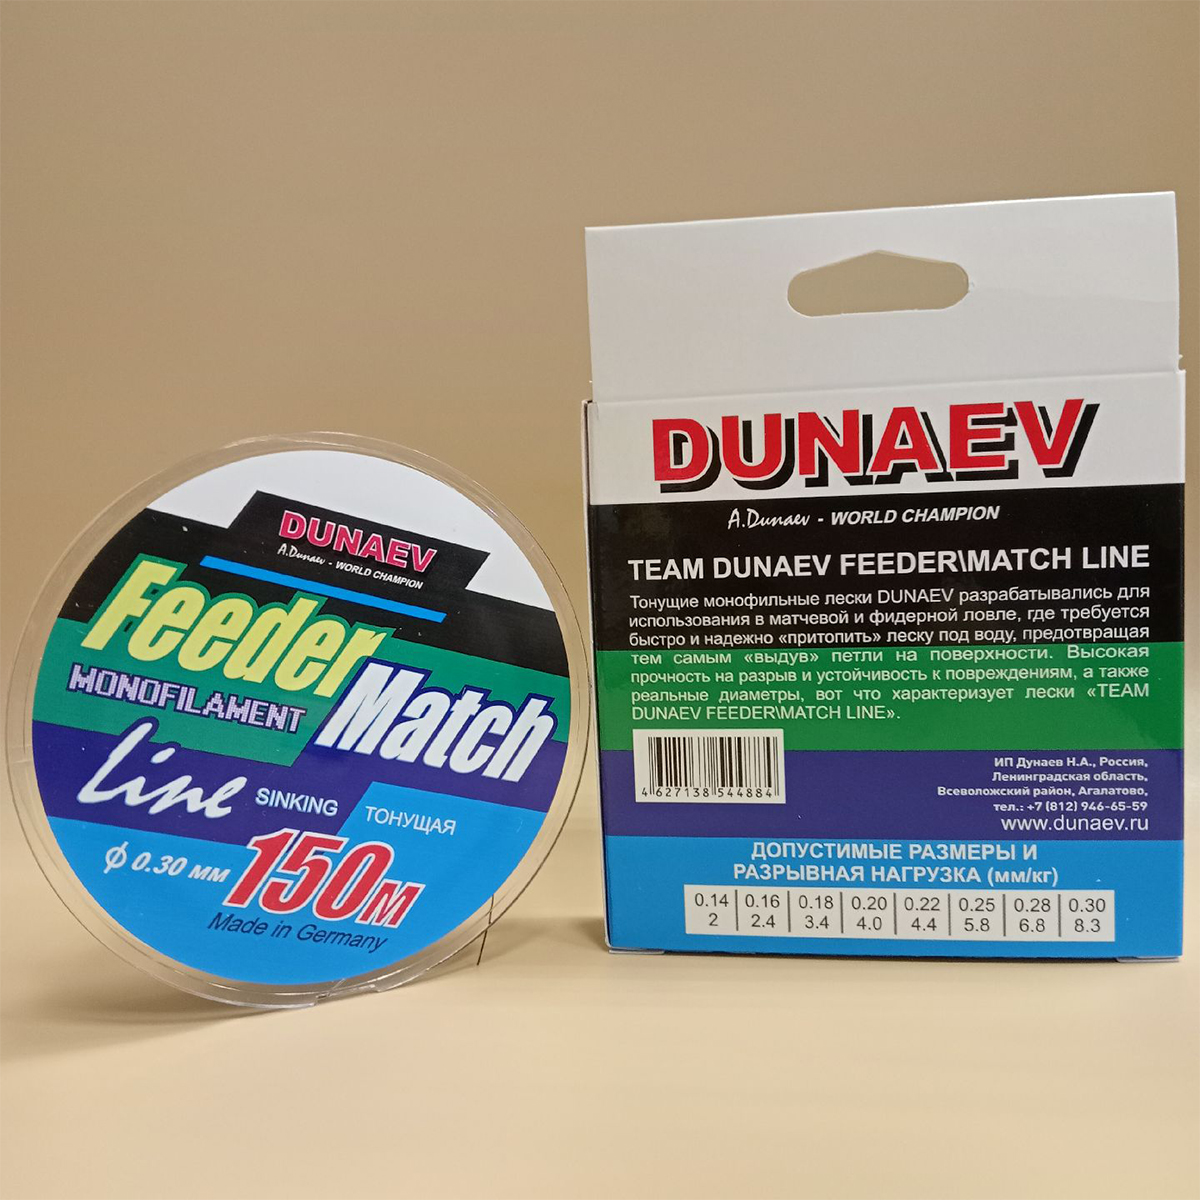 DUNAEV
A.Dunaev - WORLD CHAMPION
Feeder
Match
MONOFILAMENT
Line
SINKING
ТОНУЩАЯ
ϕ 0.30 мм
150м
Made in Germany
DUNAEV
A.Dunaev - WORLD CHAMPION
TEAM DUNAEV FEEDER\MATCH LINE
Тонущие монофильные лески DUNAEV разрабатывались для
использования в матчевой и фидерной ловле, где требуется
быстро и надежно «притопить» леску под воду, предотвращая
тем самым «выдув» петли на поверхности. Высокая
прочность на разрыв и устойчивость к повреждениям, а также
реальные диаметры, вот что характеризует лески «TEAM
DUNAEV FEEDER\MATCH LINE».
4 627138 544884
ИП Дунаев Н.А., Россия,
Ленинградская область,
Всеволожский район, Агалатово,
тел.: +7 (812) 946-65-59
www.dunaev.ru
ДОПУСТИМЫЕ РАЗМЕРЫ И
РАЗРЫВНАЯ НАГРУЗКА (мм/кг)
0.14 0.16 0.18 0.20 0.22 0.25 0.28 0.30
2 2.4 3.4 4.0 4.4 5.8 6.8 8.3